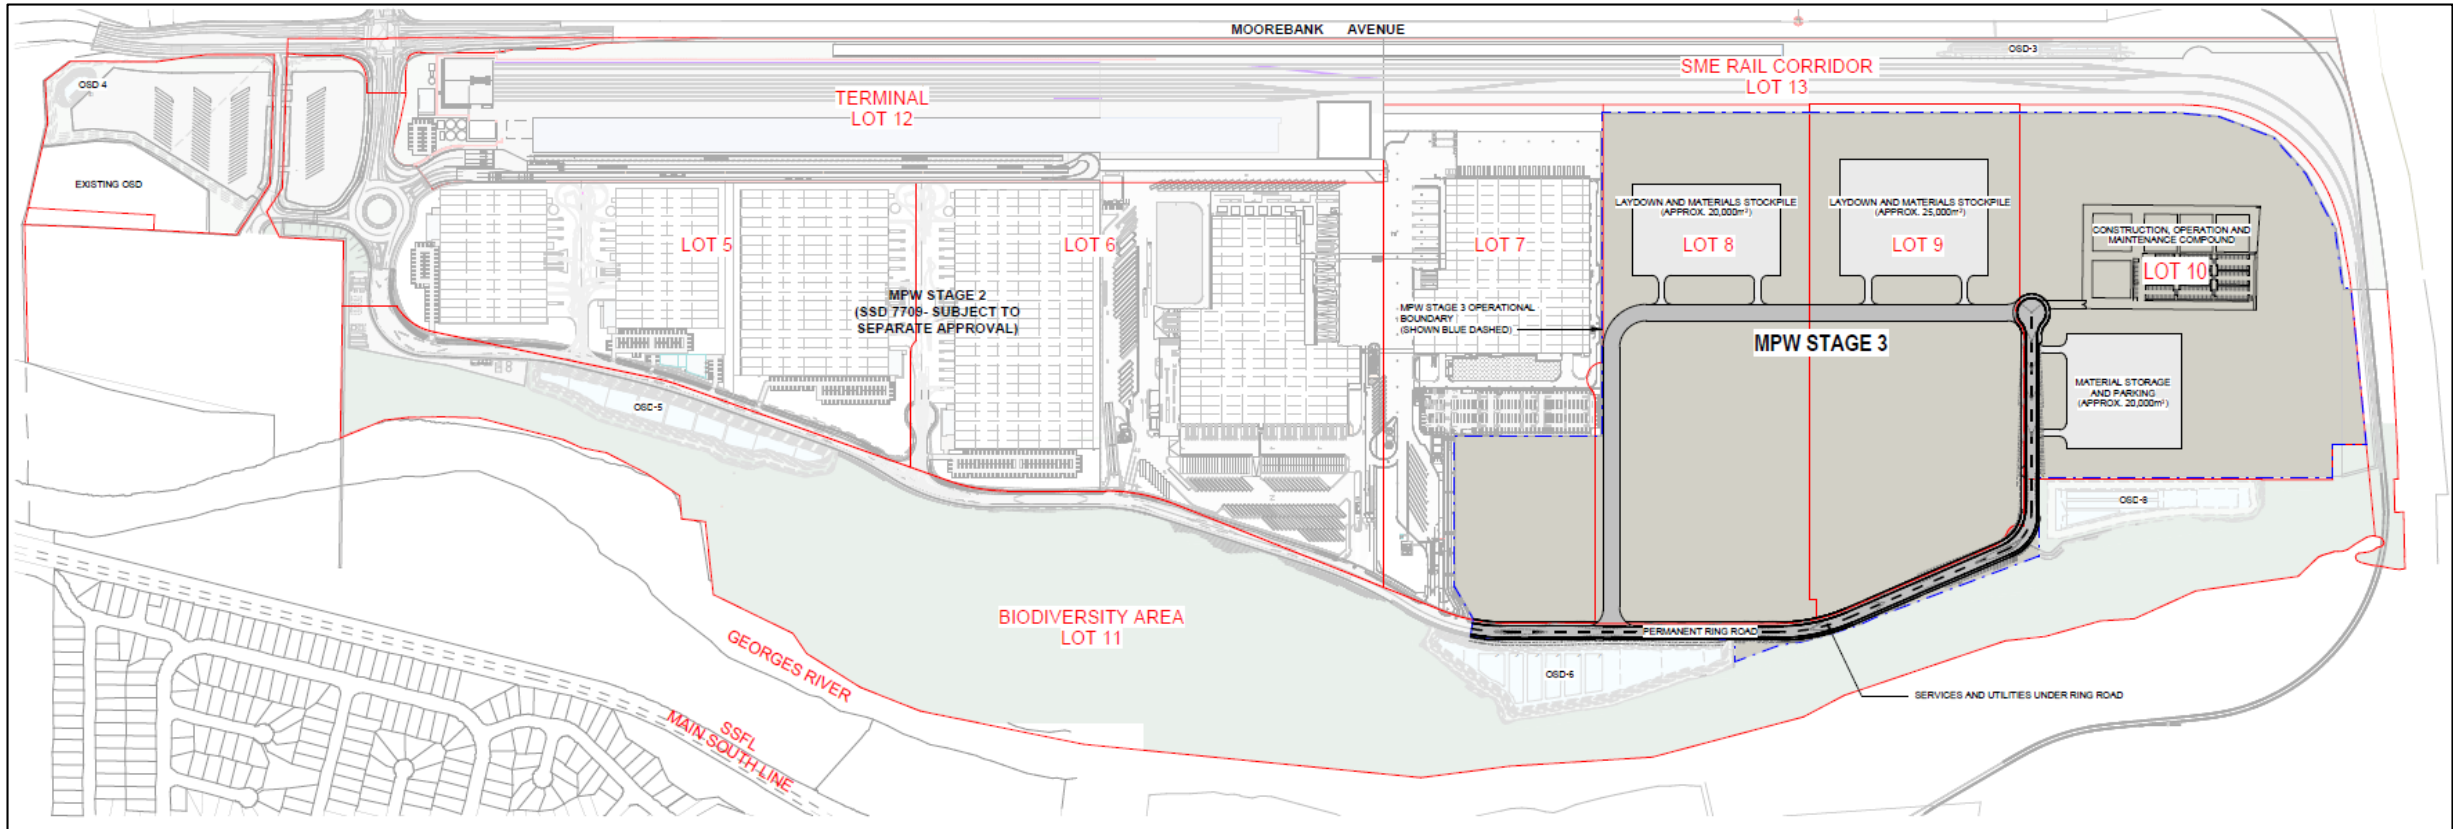 MOOREBANK AVENUE
OSD-3
SME RAIL CORRIDOR
LOT 13
OSD 4
TERMINAL
LOT 12
EXISTING OSD
LAYDOWN AND MATERIALS STOCKPILE
(APPROX. 20,000m²)
LOT 8
LAYDOWN AND MATERIALS STOCKPILE
(APPROX. 25,000m²)
LOT 9
CONSTRUCTION, OPERATION AND
MAINTENANCE COMPOUND
LOT 10
LOT 5
LOT 6
LOT 7
MPW STAGE 2
(SSD 7709- SUBJECT TO
SEPARATE APPROVAL)
MPW STAGE 3 OPERATIONAL
BOUNDARY
(SHOWN BLUE DASHED)
MPW STAGE 3
MATERIAL STORAGE
AND PARKING
(APPROX. 20,000m²)
OSD-5
OSD-8
BIODIVERSITY AREA
LOT 11
PERMANENT RING ROAD
GEORGES RIVER
OSD-6
SERVICES AND UTILITIES UNDER RING ROAD
SSFL
MAIN SOUTH LINE